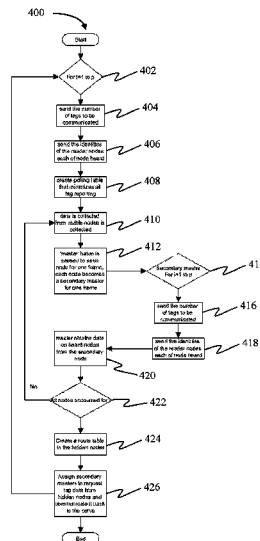 400
Start
For i=1 to p
402
send the number
of tags to be
communicated
404
send the identities
of the reader nodes
each of node heard
406
create polling table
that minimizes all
tag reporting
408
data is collected
from visible nodes is
collected
410
412
"master baton is
passed to each
node for one frame,
each node becomes
a secondary master
for one frame
Secondary master
For i=1 to p
41
send the number
of tags to be
communicated
416
send the identities
of the reader nodes
each of node heard
418
master collects data
on heard nodes
from the secondary
node
420
No
all nodes accounted for
422
Create a route table
in the hidden nodes
424
Assign secondary
masters to request
tag data from
hidden nodes and
communicate it back
to the server
426
End